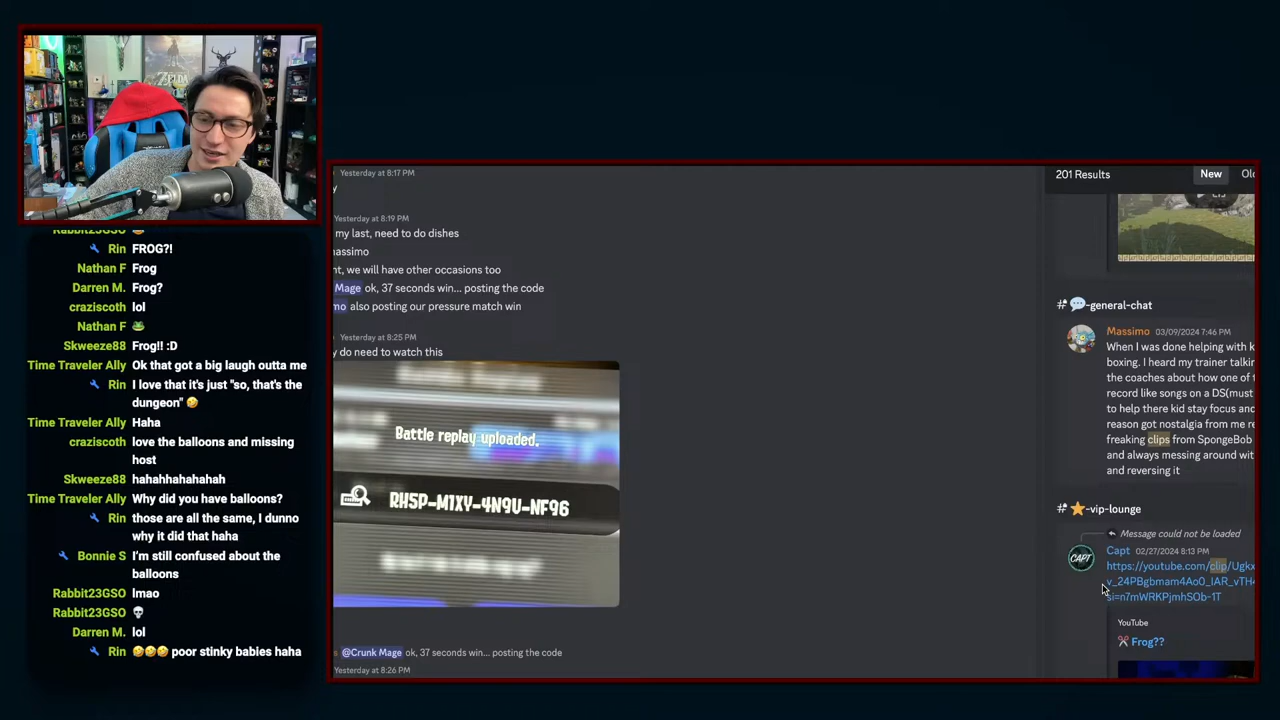 ZELDA
Rabbit23GSO
Rin FROG?!
Nathan F Frog
Darren M. Frog?
craziscoth lol
Nathan F 🐸
Skweeze88 Frog!! :D
Time Traveler Ally Ok that got a big laugh outta me
Rin I love that it's just "so, that's the
dungeon" 🤣
Time Traveler Ally Haha
craziscoth love the balloons and missing
host
Skweeze88 hahahhahahahah
Time Traveler Ally Why did you have balloons?
Rin those are all the same, I dunno
why it did that haha
Bonnie S I'm still confused about the
balloons
Rabbit23GSO lmao
Rabbit23GSO 💀
Darren M. lol
Rin 🤣🤣🤣 poor stinky babies haha
Yesterday at 8:17 PM
y
Yesterday at 8:19 PM
my last, need to do dishes
massimo
nt, we will have other occasions too
Mage ok, 37 seconds win... posting the code
mo also posting our pressure match win
Yesterday at 8:25 PM
y do need to watch this
Battle replay uploaded.
RH5P-M1XY-4N9U-NF96
@Crunk Mage ok, 37 seconds win... posting the code
Yesterday at 8:26 PM
201 Results New Ol
#💬-general-chat
Massimo 03/09/2024 7:46 PM
When I was done helping with k
boxing. I heard my trainer talkin
the coaches about how one of t
record like songs on a DS(must
to help there kid stay focus and
reason got nostalgia from me re
freaking clips from SpongeBob
and always messing around wit
and reversing it
#⭐-vip-lounge
Message could not be loaded
CAPT
Capt 02/27/2024 8:13 PM
https://youtube.com/clip/Ugkx
v_24PBgbmam4Ao0_lAR_vTH4
si=n7mWRKPjmhSOb-1T
YouTube
✂️ Frog??